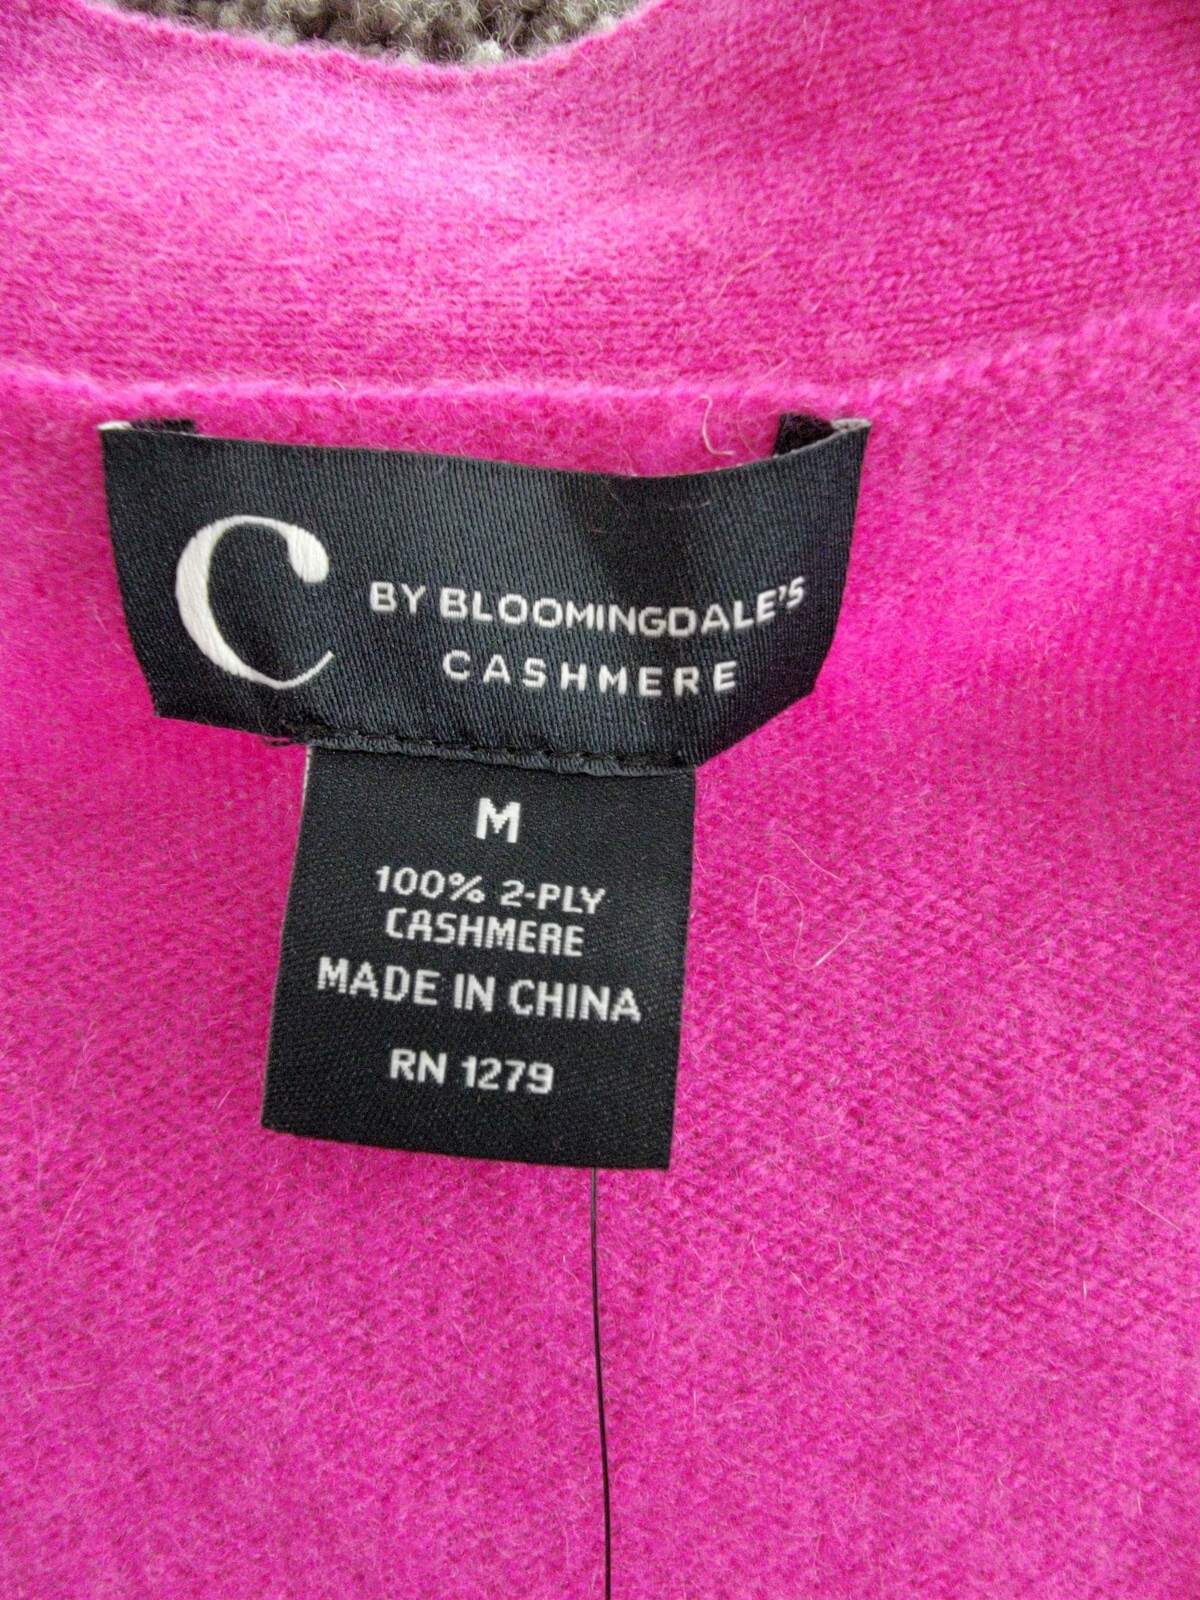 C BY BLOOMINGDALE'S
CASHMERE
M
100% 2-PLY
CASHMERE
MADE IN CHINA
RN 1279